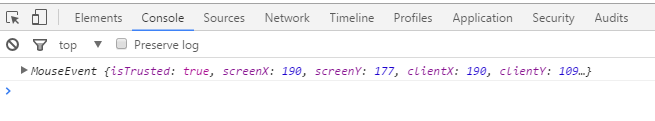 Elements Console Sources Network Timeline Profiles Application Security Audits
top Preserve log
MouseEvent {isTrusted: true, screenX: 190, screenY: 177, clientX: 190, clientY: 109…}